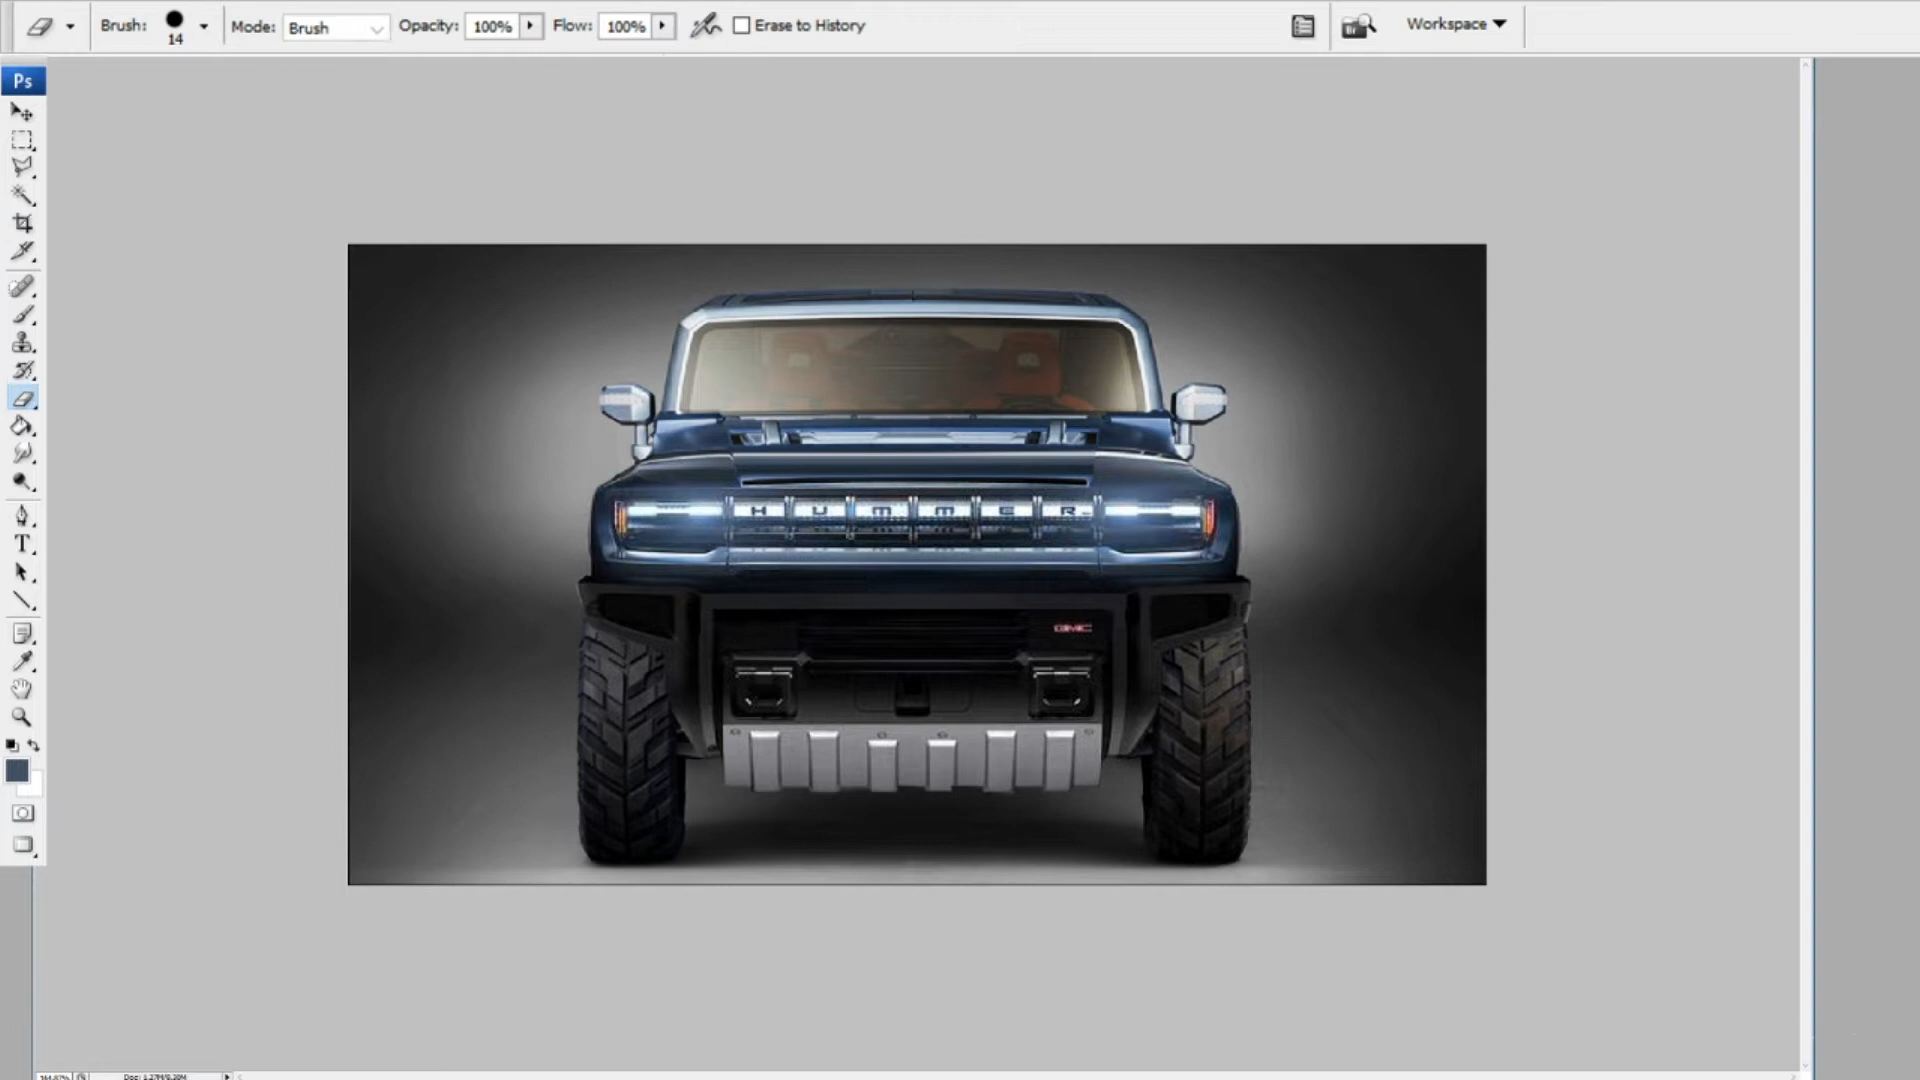 Brush: 14 Mode: Brush Opacity: 100% Flow: 100% Erase to History Workspace
Ps
T
HUMMER
GMC